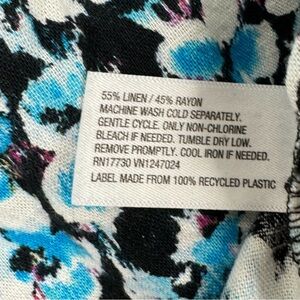 55% LINEN / 45% RAYON
MACHINE WASH COLD SEPARATELY.
GENTLE CYCLE. ONLY NON-CHLORINE
BLEACH IF NEEDED. TUMBLE DRY LOW.
REMOVE PROMPTLY. COOL IRON IF NEEDED.
RN17730 VN1247024
LABEL MADE FROM 100% RECYCLED PLASTIC